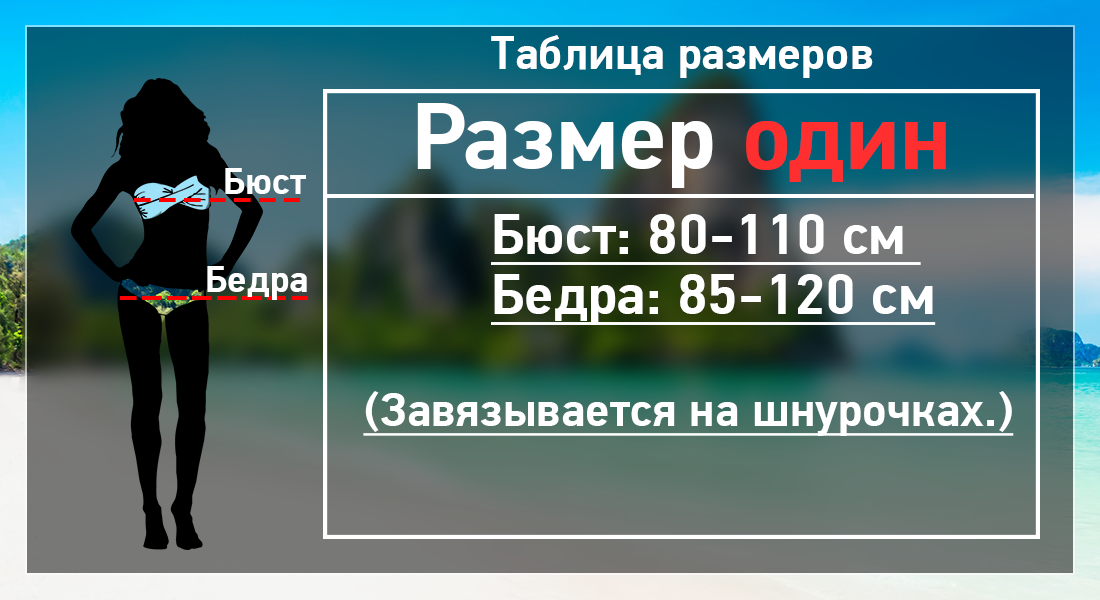 Таблица размеров
Размер один
Бюст
Бюст: 80-110 см
Бедра
Бедра: 85-120 см
(Завязывается на шнурочках.)